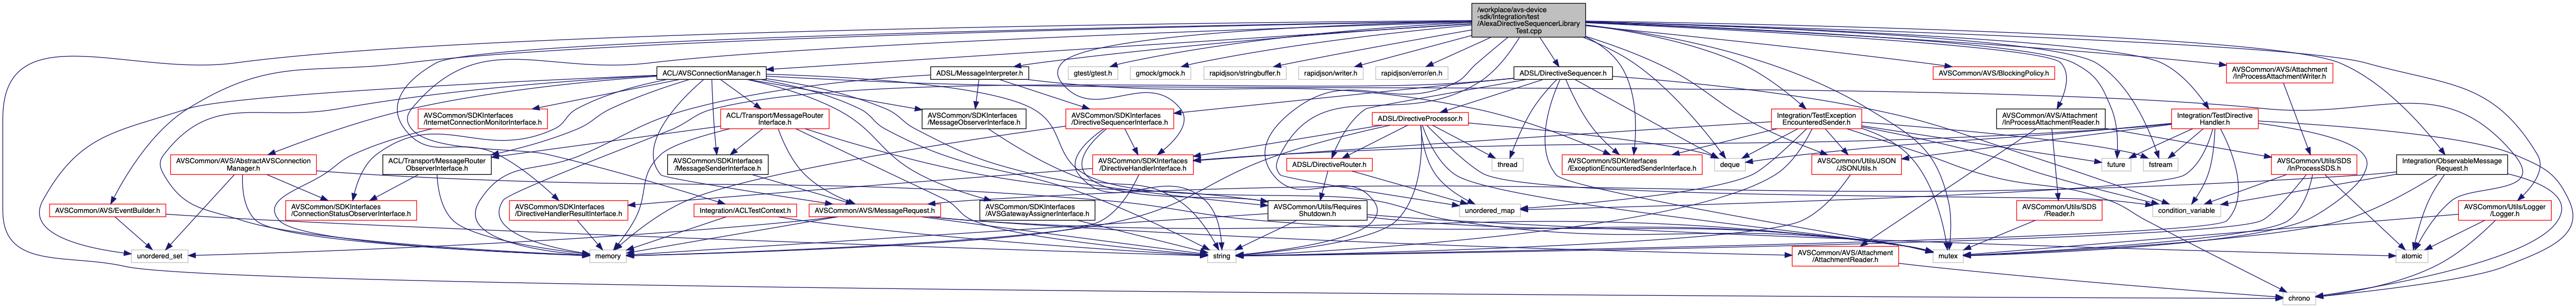 /workplace/avs-device
-sdk/Integration/test
/AlexaDirectiveSequencerLibrary
Test.cpp
ACL/AVSConnectionManager.h
ADSL/MessageInterpreter.h
gtest/gtest.h
gmock/gmock.h
rapidjson/stringbuffer.h
rapidjson/writer.h
rapidjson/error/en.h
ADSL/DirectiveSequencer.h
AVSCommon/AVS/BlockingPolicy.h
AVSCommon/AVS/Attachment
/InProcessAttachmentWriter.h
AVSCommon/SDKInterfaces
/InternetConnectionMonitorInterface.h
ACL/Transport/MessageRouter
Interface.h
AVSCommon/SDKInterfaces
/MessageObserverInterface.h
AVSCommon/SDKInterfaces
/DirectiveSequencerInterface.h
ADSL/DirectiveProcessor.h
Integration/TestException
EncounteredSender.h
AVSCommon/AVS/Attachment
/InProcessAttachmentReader.h
Integration/TestDirective
Handler.h
AVSCommon/AVS/AbstractAVSConnection
Manager.h
ACL/Transport/MessageRouter
ObserverInterface.h
AVSCommon/SDKInterfaces
/MessageSenderInterface.h
AVSCommon/SDKInterfaces
/DirectiveHandlerInterface.h
ADSL/DirectiveRouter.h
thread
AVSCommon/SDKInterfaces
/ExceptionEncounteredSenderInterface.h
deque
AVSCommon/Utils/JSON
/JSONUtils.h
future
fstream
AVSCommon/Utils/SDS
/InProcessSDS.h
Integration/ObservableMessage
Request.h
AVSCommon/AVS/EventBuilder.h
AVSCommon/SDKInterfaces
/ConnectionStatusObserverInterface.h
AVSCommon/SDKInterfaces
/DirectiveHandlerResultInterface.h
Integration/ACLTestContext.h
AVSCommon/AVS/MessageRequest.h
AVSCommon/SDKInterfaces
/AVSGatewayAssignerInterface.h
AVSCommon/Utils/Requires
Shutdown.h
unordered_map
AVSCommon/Utils/SDS
/Reader.h
condition_variable
AVSCommon/Utils/Logger
/Logger.h
unordered_set
memory
string
AVSCommon/AVS/Attachment
/AttachmentReader.h
mutex
atomic
chrono